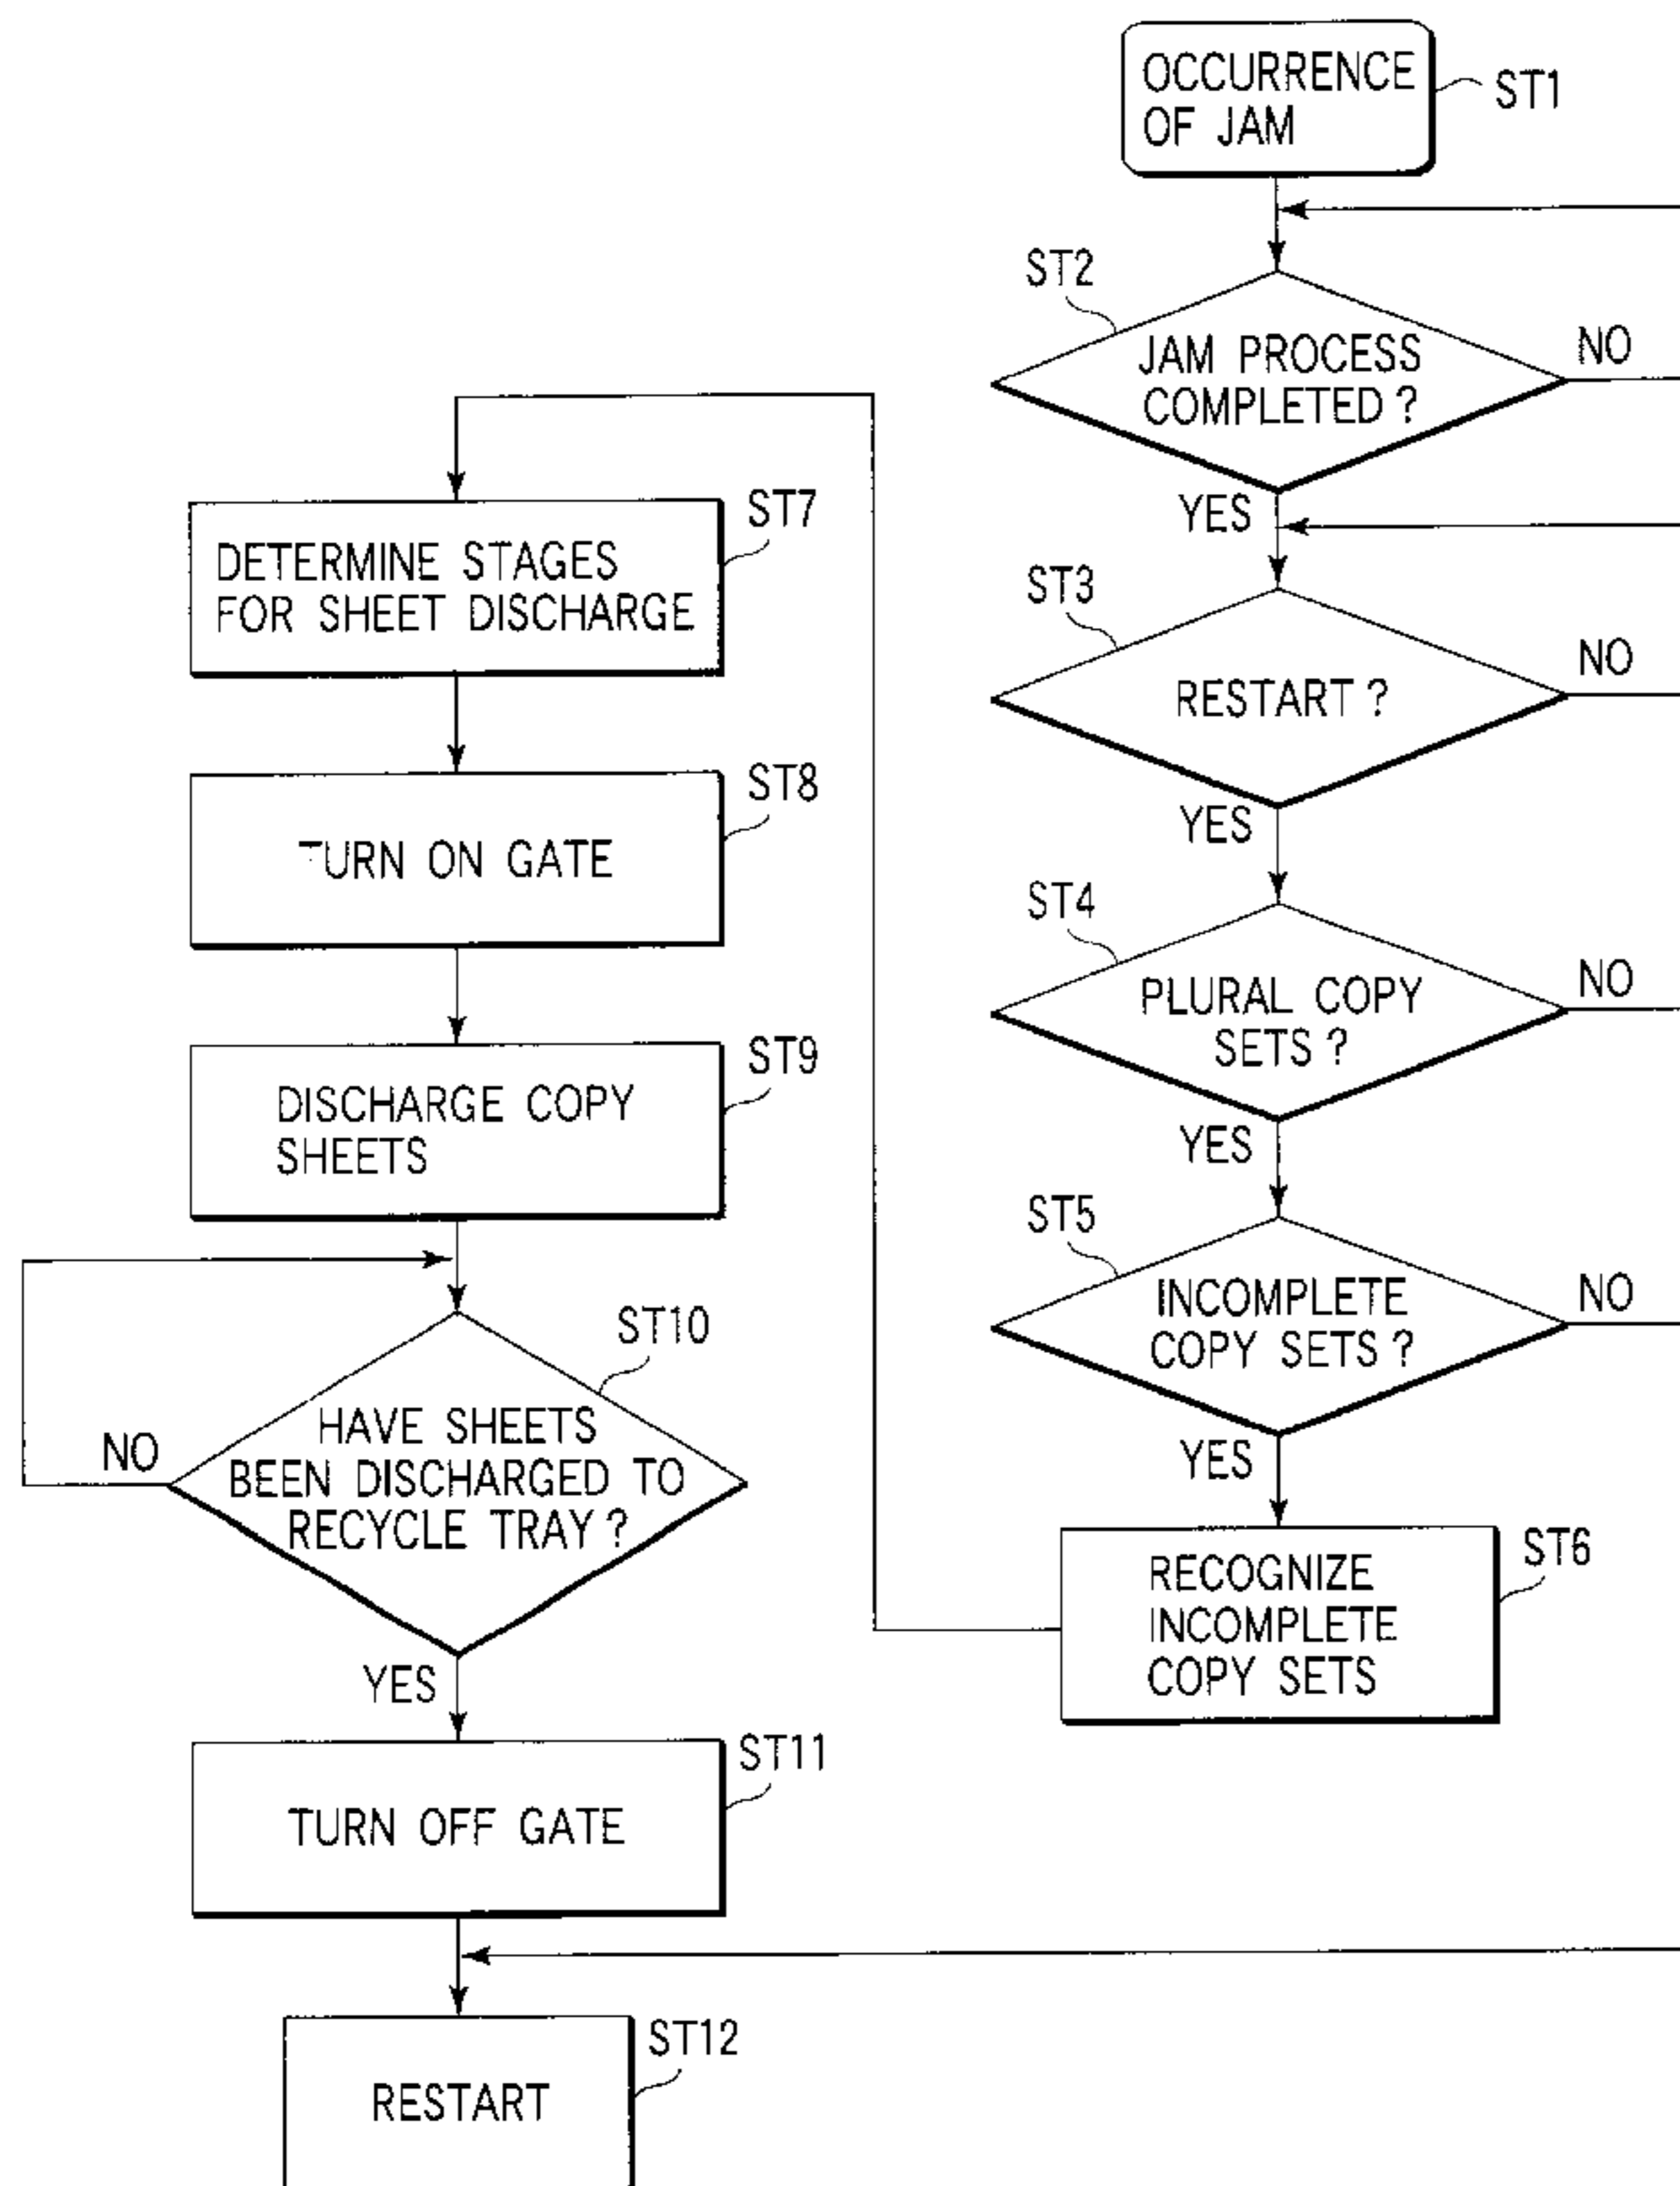 OCCURRENCE
OF JAM
ST1
ST2
JAM PROCESS
COMPLETED ?
NO
YES
ST3
RESTART ?
NO
YES
ST4
PLURAL COPY
SETS ?
NO
YES
ST5
INCOMPLETE
COPY SETS ?
NO
YES
ST6
RECOGNIZE
INCOMPLETE
COPY SETS
ST7
DETERMINE STAGES
FOR SHEET DISCHARGE
ST8
TURN ON GATE
ST9
DISCHARGE COPY
SHEETS
ST10
HAVE SHEETS
BEEN DISCHARGED TO
RECYCLE TRAY ?
NO
YES
ST11
TURN OFF GATE
ST12
RESTART